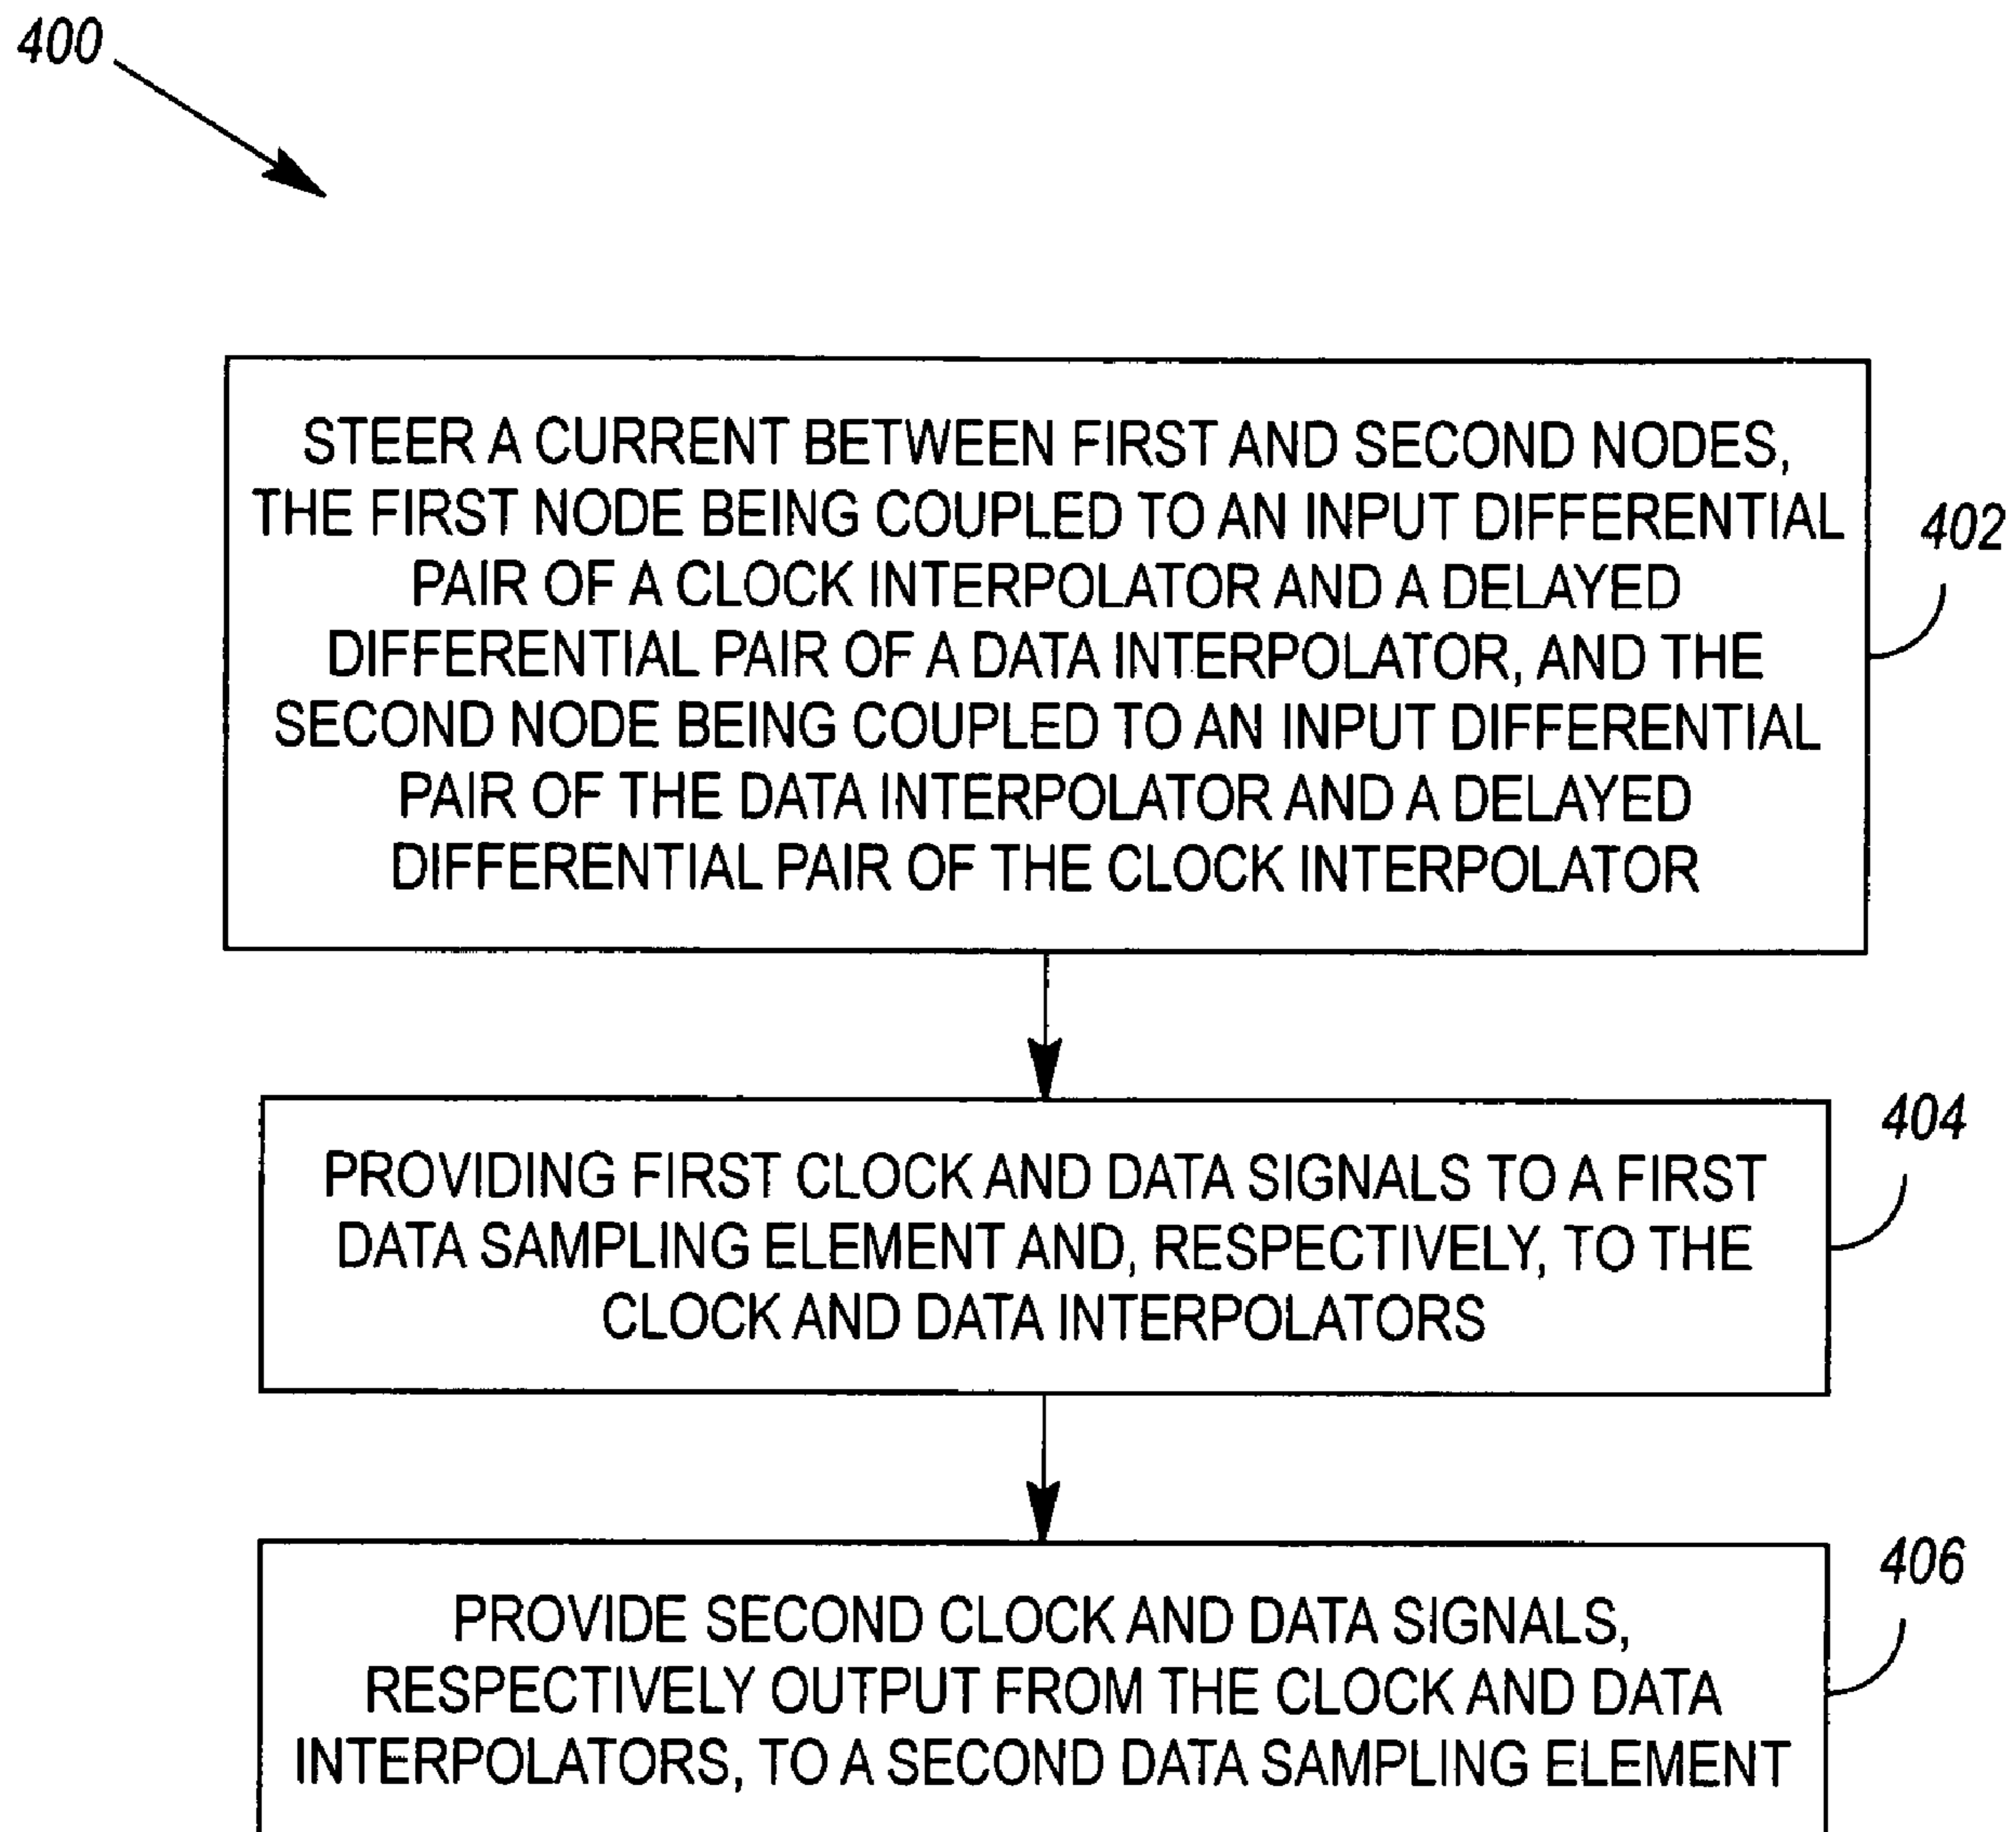 400
STEER A CURRENT BETWEEN FIRST AND SECOND NODES,
THE FIRST NODE BEING COUPLED TO AN INPUT DIFFERENTIAL
PAIR OF A CLOCK INTERPOLATOR AND A DELAYED
DIFFERENTIAL PAIR OF A DATA INTERPOLATOR, AND THE
SECOND NODE BEING COUPLED TO AN INPUT DIFFERENTIAL
PAIR OF THE DATA INTERPOLATOR AND A DELAYED
DIFFERENTIAL PAIR OF THE CLOCK INTERPOLATOR
402
PROVIDING FIRST CLOCK AND DATA SIGNALS TO A FIRST
DATA SAMPLING ELEMENT AND, RESPECTIVELY, TO THE
CLOCK AND DATA INTERPOLATORS
404
PROVIDE SECOND CLOCK AND DATA SIGNALS,
RESPECTIVELY OUTPUT FROM THE CLOCK AND DATA
INTERPOLATORS, TO A SECOND DATA SAMPLING ELEMENT
406